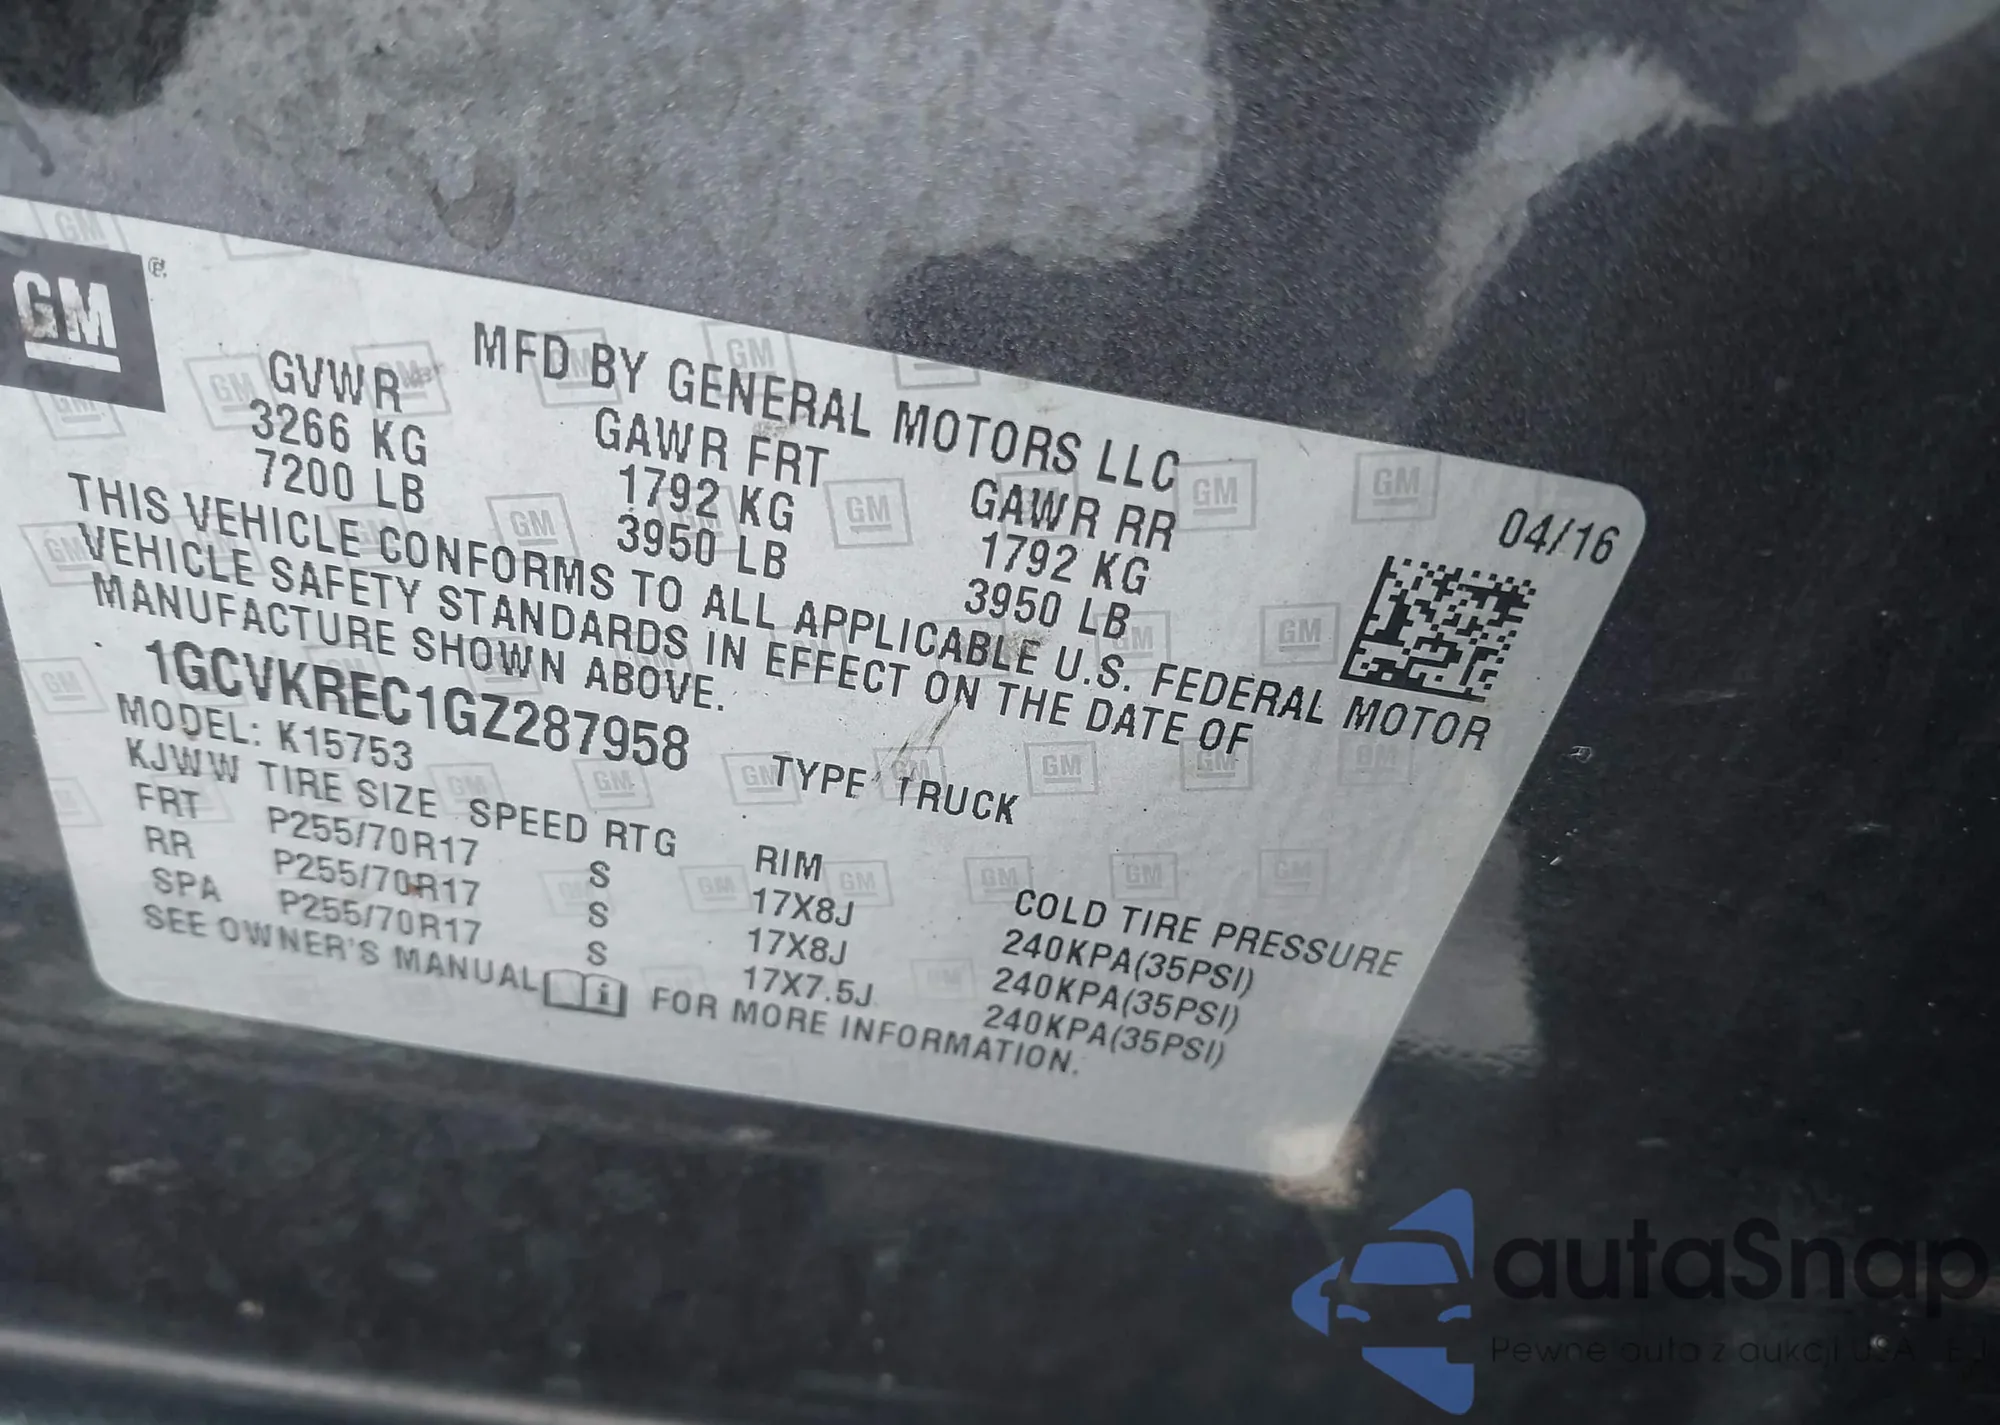 GM
MFD BY GENERAL MOTORS LLC
04/16
GVWR GAWR FRT GAWR RR
3266 KG 1792 KG 1792 KG
7200 LB 3950 LB 3950 LB
THIS VEHICLE CONFORMS TO ALL APPLICABLE U.S. FEDERAL MOTOR
VEHICLE SAFETY STANDARDS IN EFFECT ON THE DATE OF
MANUFACTURE SHOWN ABOVE.
1GCVKREC1GZ287958 TYPE: TRUCK
MODEL: K15753
KJWW TIRE SIZE SPEED RTG RIM COLD TIRE PRESSURE
FRT P255/70R17 S 17X8J 240KPA(35PSI)
RR P255/70R17 S 17X8J 240KPA(35PSI)
SPA P255/70R17 S 17X7.5J 240KPA(35PSI)
SEE OWNER'S MANUAL FOR MORE INFORMATION.
autaSnap
Pewne auta z aukcji USA